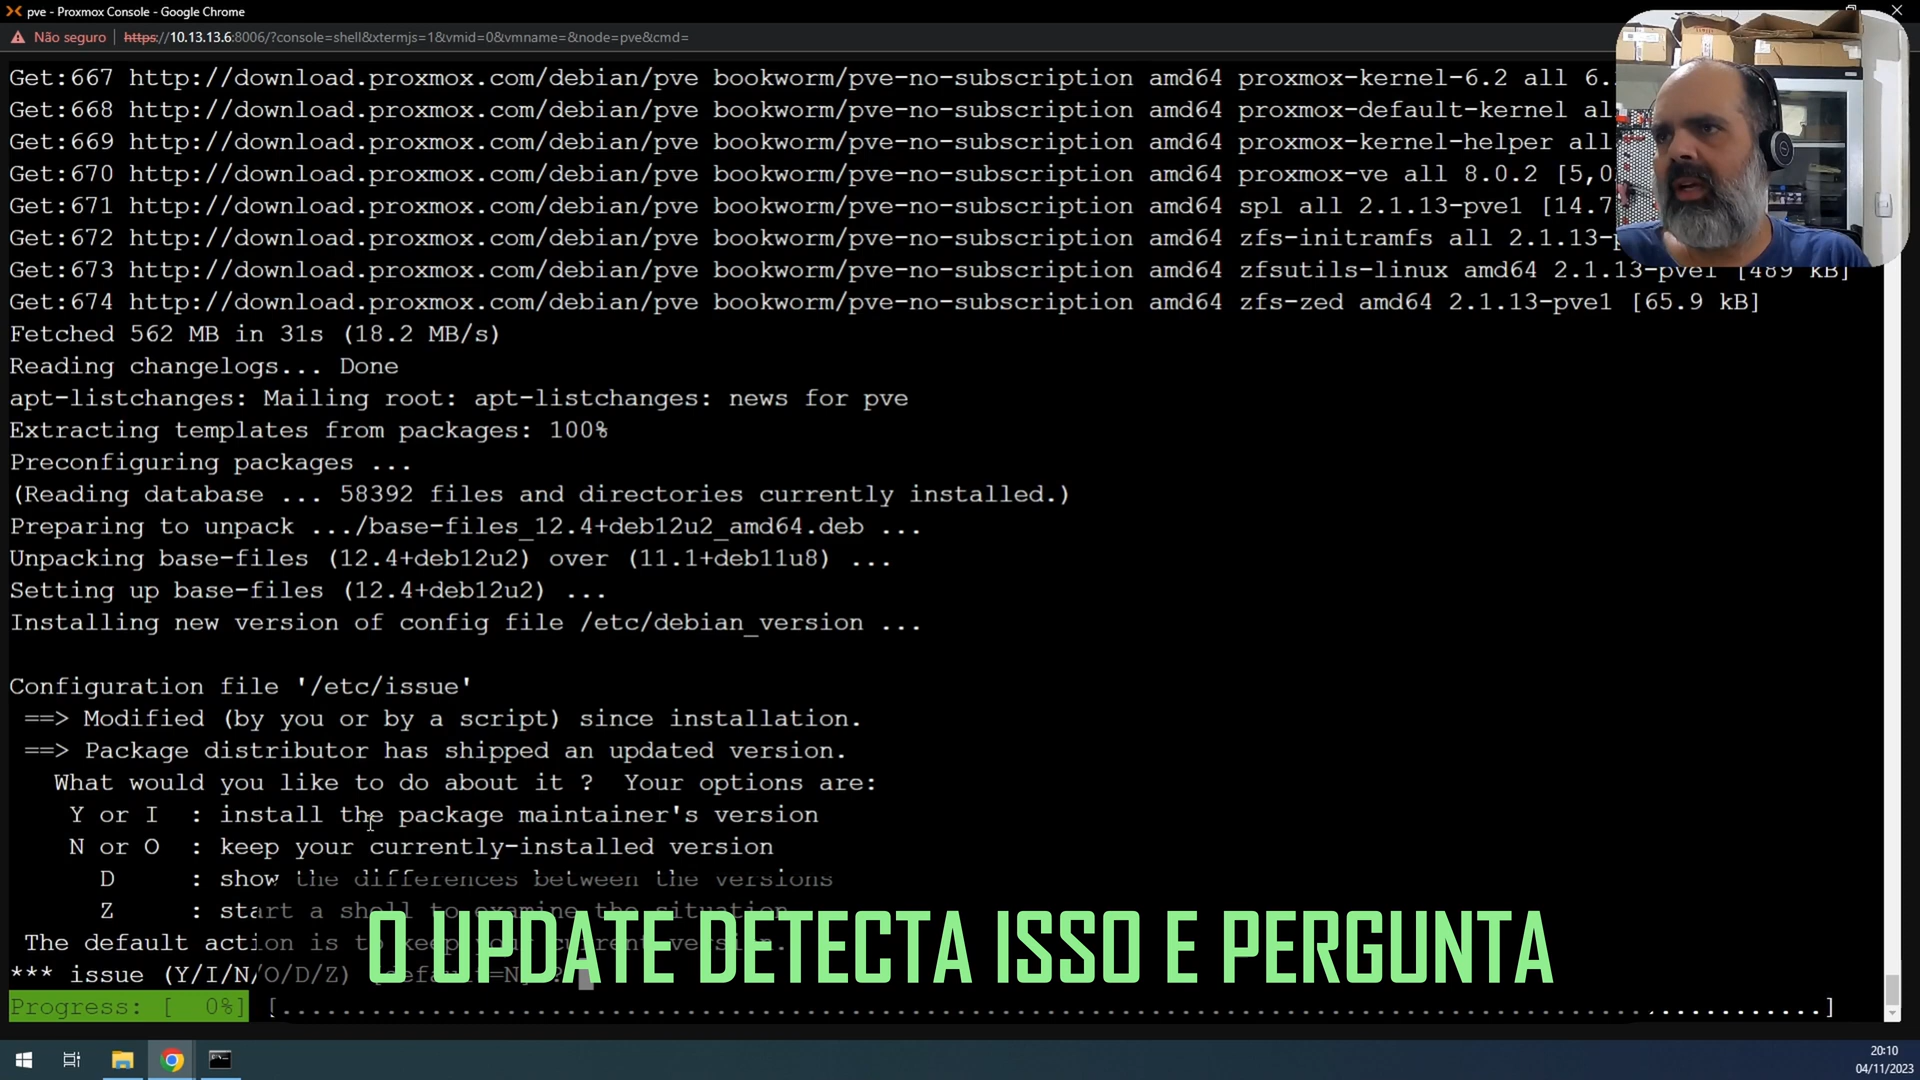 pve - Proxmox Console - Google Chrome
Não seguro https://10.13.13.6:8006/?console=shell&xtermjs=1&vmid=0&vmname=&node=pve&cmd=
Get:667 http://download.proxmox.com/debian/pve bookworm/pve-no-subscription amd64 proxmox-kernel-6.2 all 6.
Get:668 http://download.proxmox.com/debian/pve bookworm/pve-no-subscription amd64 proxmox-default-kernel al
Get:669 http://download.proxmox.com/debian/pve bookworm/pve-no-subscription amd64 proxmox-kernel-helper all
Get:670 http://download.proxmox.com/debian/pve bookworm/pve-no-subscription amd64 proxmox-ve all 8.0.2 [5,0
Get:671 http://download.proxmox.com/debian/pve bookworm/pve-no-subscription amd64 spl all 2.1.13-pve1 [14.7
Get:672 http://download.proxmox.com/debian/pve bookworm/pve-no-subscription amd64 zfs-initramfs all 2.1.13-p
Get:673 http://download.proxmox.com/debian/pve bookworm/pve-no-subscription amd64 zfsutils-linux amd64 2.1.13-pve1 [489 kB]
Get:674 http://download.proxmox.com/debian/pve bookworm/pve-no-subscription amd64 zfs-zed amd64 2.1.13-pve1 [65.9 kB]
Fetched 562 MB in 31s (18.2 MB/s)
Reading changelogs... Done
apt-listchanges: Mailing root: apt-listchanges: news for pve
Extracting templates from packages: 100%
Preconfiguring packages ...
(Reading database ... 58392 files and directories currently installed.)
Preparing to unpack .../base-files_12.4+deb12u2_amd64.deb ...
Unpacking base-files (12.4+deb12u2) over (11.1+deb11u8) ...
Setting up base-files (12.4+deb12u2) ...
Installing new version of config file /etc/debian_version ...
Configuration file '/etc/issue'
==> Modified (by you or by a script) since installation.
==> Package distributor has shipped an updated version.
What would you like to do about it ? Your options are:
Y or I : install the package maintainer's version
N or O : keep your currently-installed version
D : show the differences between the versions
Z : start a shell to examine the situation
The default action is to keep your current version.
*** issue (Y/I/N/O/D/Z) [default=N] ?
O UPDATE DETECTA ISSO E PERGUNTA
Progress: [ 0%] [..............................................................................................................]
20:10
04/11/2023